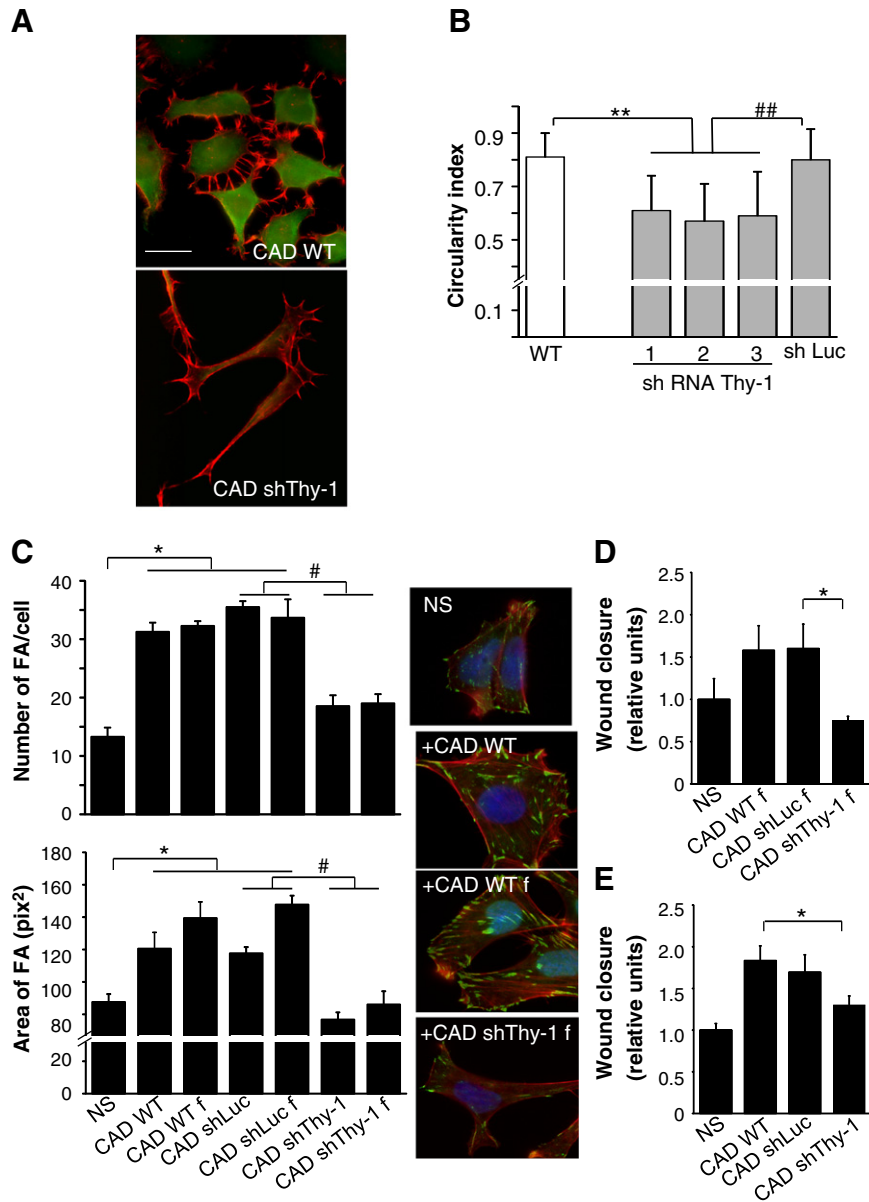 A
CAD WT
CAD shThy-1
B
Circularity index
0.9
0.7
0.5
0.1
**
##
WT
1 2 3
sh Luc
sh RNA Thy-1
C
Number of FA/cell
40
30
20
10
0
*
#
Area of FA (pix²)
180
160
140
120
100
80
20
0
*
#
NS
CAD WT
CAD WT f
CAD shLuc
CAD shLuc f
CAD shThy-1
CAD shThy-1 f
NS
+CAD WT
+CAD WT f
+CAD shThy-1 f
D
Wound closure
(relative units)
2.5
2.0
1.5
1.0
0.5
0
*
NS
CAD WT f
CAD shLuc f
CAD shThy-1 f
E
Wound closure
(relative units)
2.5
2.0
1.5
1.0
0.5
0
*
NS
CAD WT
CAD shLuc
CAD shThy-1